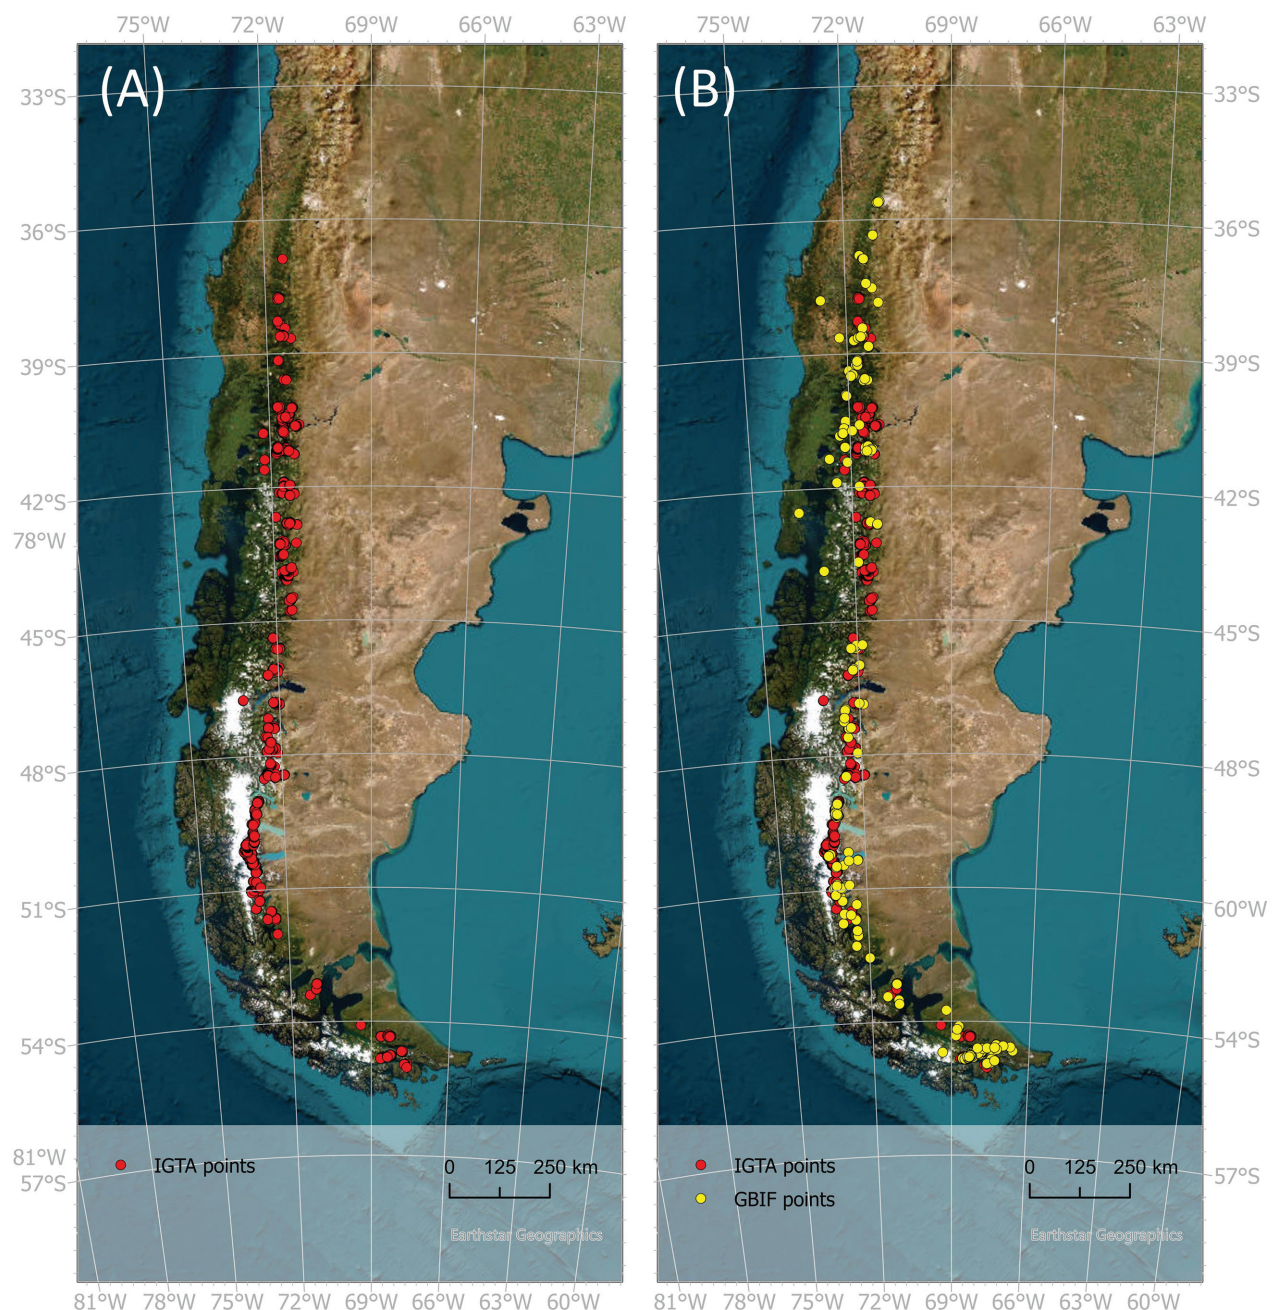 75°W 72°W 69°W 66°W 63°W 75°W 72°W 69°W 66°W 63°W
(A) (B)
33°S 33°S
36°S 36°S
39°S 39°S
42°S 42°S
78°W
45°S 45°S
48°S 48°S
51°S 60°W
54°S 54°S
81°W
57°S 57°S
IGTA points 0 125 250 km
Earthstar Geographics
IGTA points 0 125 250 km
GBIF points
Earthstar Geographics
81°W 78°W 75°W 72°W 69°W 66°W 63°W 60°W 81°W 78°W 75°W 72°W 69°W 66°W 63°W 60°W